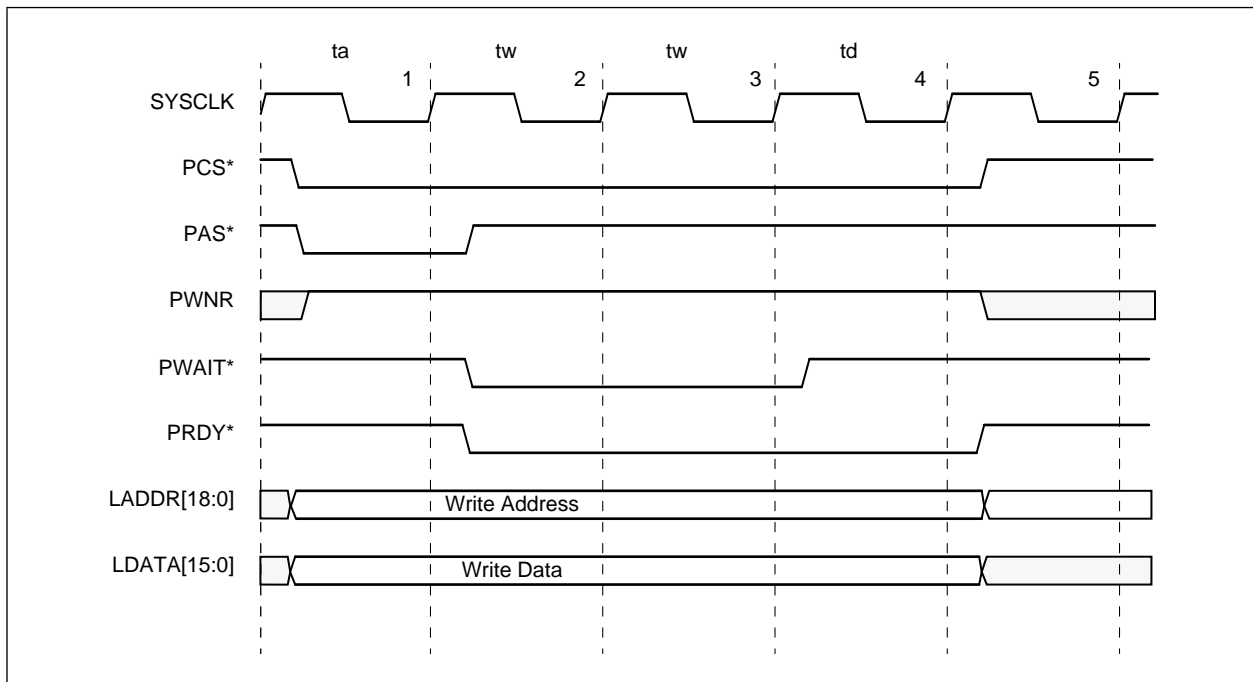 ta tw tw td
1 2 3 4 5
SYSCLK
PCS*
PAS*
PWNR
PWAIT*
PRDY*
LADDR[18:0] Write Address
LDATA[15:0] Write Data